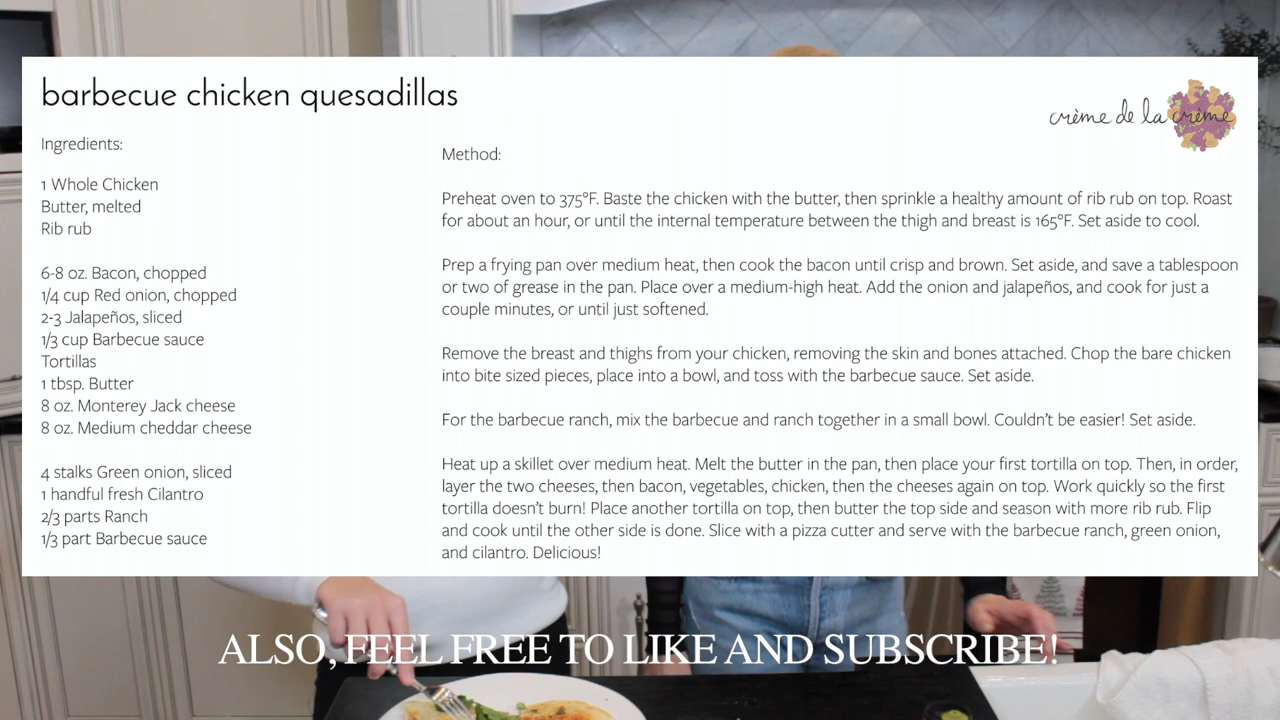 barbecue chicken quesadillas
crème de la crème
Ingredients:
1 Whole Chicken
Butter, melted
Rib rub
6-8 oz. Bacon, chopped
1/4 cup Red onion, chopped
2-3 Jalapeños, sliced
1/3 cup Barbecue sauce
Tortillas
1 tbsp. Butter
8 oz. Monterey Jack cheese
8 oz. Medium cheddar cheese
4 stalks Green onion, sliced
1 handful fresh Cilantro
2/3 parts Ranch
1/3 part Barbecue sauce
Method:
Preheat oven to 375°F. Baste the chicken with the butter, then sprinkle a healthy amount of rib rub on top. Roast
for about an hour, or until the internal temperature between the thigh and breast is 165°F. Set aside to cool.
Prep a frying pan over medium heat, then cook the bacon until crisp and brown. Set aside, and save a tablespoon
or two of grease in the pan. Place over a medium-high heat. Add the onion and jalapeños, and cook for just a
couple minutes, or until just softened.
Remove the breast and thighs from your chicken, removing the skin and bones attached. Chop the bare chicken
into bite sized pieces, place into a bowl, and toss with the barbecue sauce. Set aside.
For the barbecue ranch, mix the barbecue and ranch together in a small bowl. Couldn't be easier! Set aside.
Heat up a skillet over medium heat. Melt the butter in the pan, then place your first tortilla on top. Then, in order,
layer the two cheeses, then bacon, vegetables, chicken, then the cheeses again on top. Work quickly so the first
tortilla doesn't burn! Place another tortilla on top, then butter the top side and season with more rib rub. Flip
and cook until the other side is done. Slice with a pizza cutter and serve with the barbecue ranch, green onion,
and cilantro. Delicious!
ALSO, FEEL FREE TO LIKE AND SUBSCRIBE!